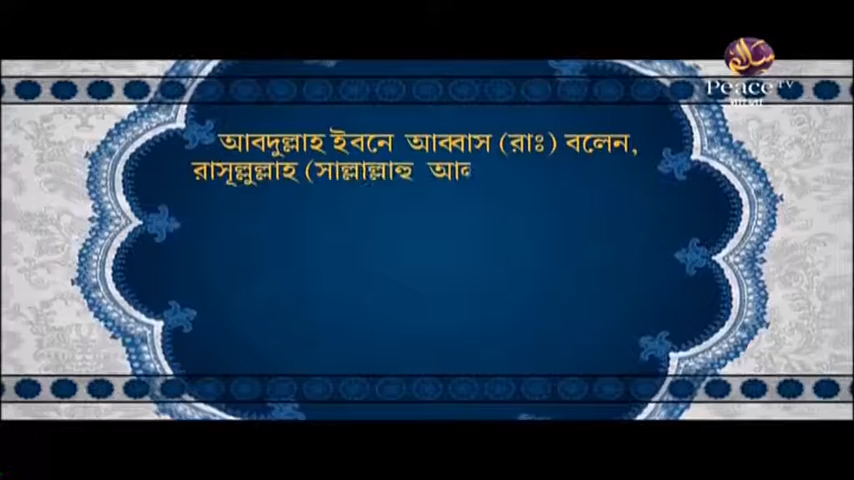 Peace TV
বাংলা
আবদুল্লাহ ইবনে আব্বাস (রাঃ) বলেন,
রাসূলুল্লাহ (সাল্লাল্লাহু